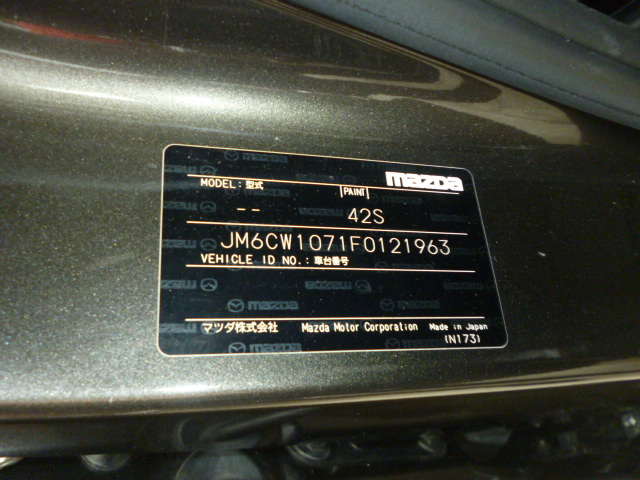 MODEL:型式 PAINT mazda
-- 42S
JM6CW1071F0121963
VEHICLE ID NO.:車台番号
マツダ株式会社 Mazda Motor Corporation Made in Japan
(N173)